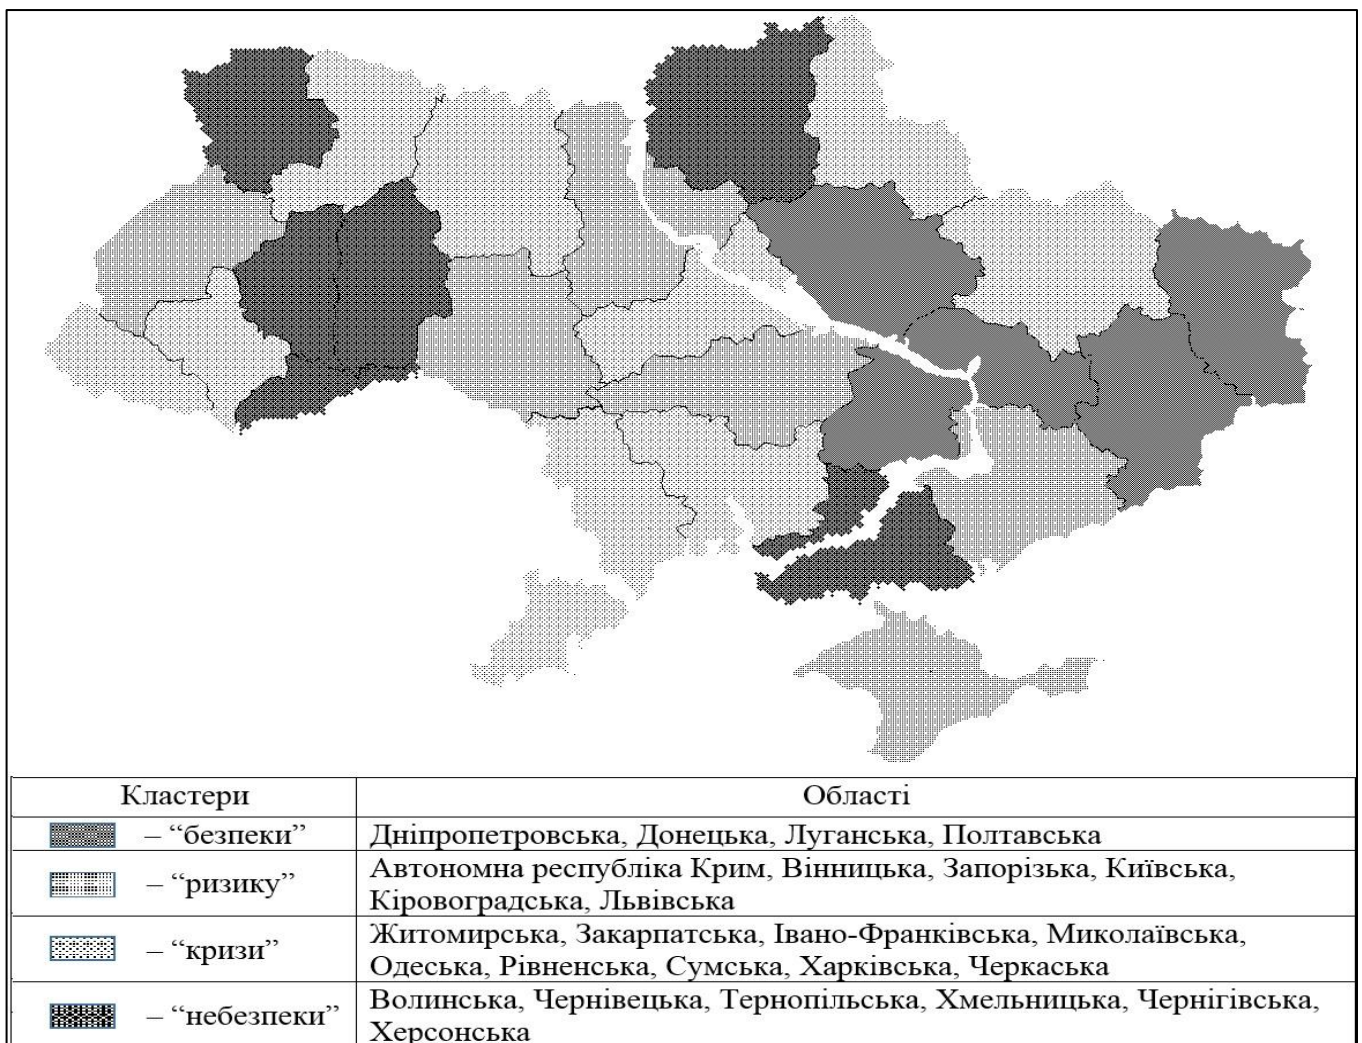 Кластери Області
– “безпеки” Дніпропетровська, Донецька, Луганська, Полтавська
– “ризику” Автономна республіка Крим, Вінницька, Запорізька, Київська,
Кіровоградська, Львівська
– “кризи” Житомирська, Закарпатська, Івано-Франківська, Миколаївська,
Одеська, Рівненська, Сумська, Харківська, Черкаська
– “небезпеки” Волинська, Чернівецька, Тернопільська, Хмельницька, Чернігівська,
Херсонська